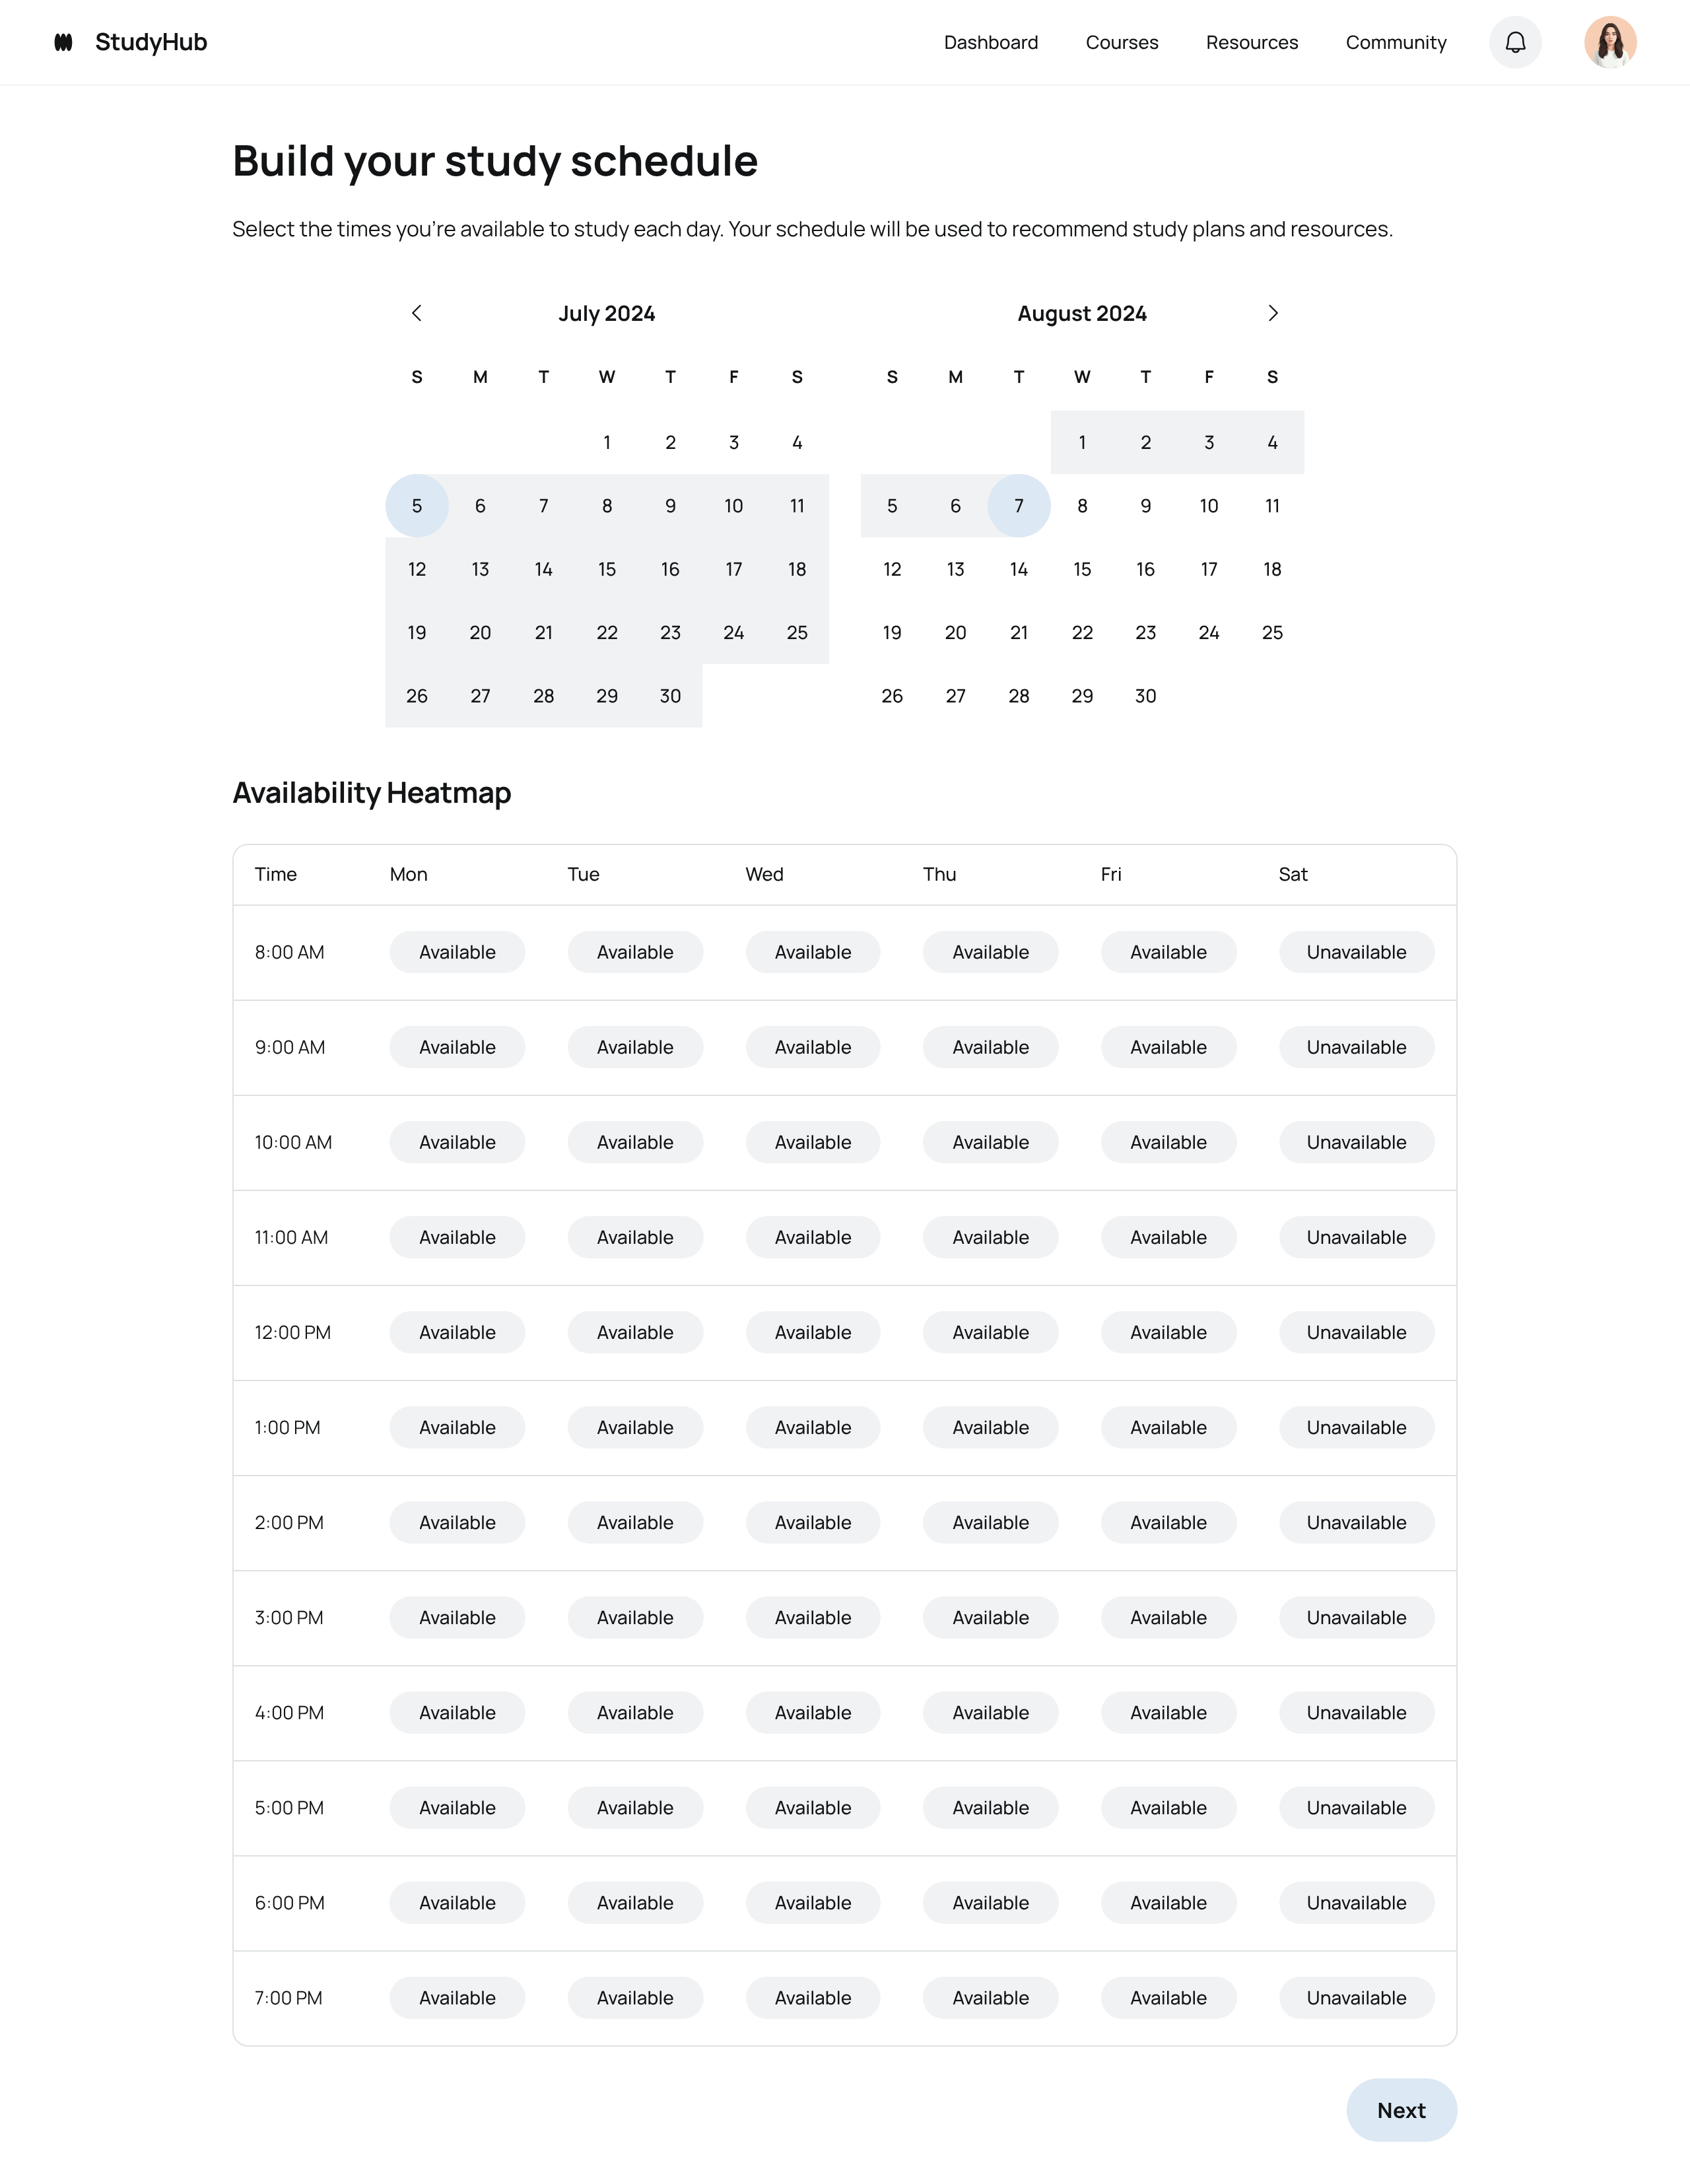 StudyHub Dashboard Courses Resources Community
Build your study schedule
Select the times you're available to study each day. Your schedule will be used to recommend study plans and resources.
July 2024
S M T W T F S
1 2 3 4
5 6 7 8 9 10 11
12 13 14 15 16 17 18
19 20 21 22 23 24 25
26 27 28 29 30
August 2024
S M T W T F S
1 2 3 4
5 6 7 8 9 10 11
12 13 14 15 16 17 18
19 20 21 22 23 24 25
26 27 28 29 30
Availability Heatmap
Time Mon Tue Wed Thu Fri Sat
8:00 AM Available Available Available Available Available Unavailable
9:00 AM Available Available Available Available Available Unavailable
10:00 AM Available Available Available Available Available Unavailable
11:00 AM Available Available Available Available Available Unavailable
12:00 PM Available Available Available Available Available Unavailable
1:00 PM Available Available Available Available Available Unavailable
2:00 PM Available Available Available Available Available Unavailable
3:00 PM Available Available Available Available Available Unavailable
4:00 PM Available Available Available Available Available Unavailable
5:00 PM Available Available Available Available Available Unavailable
6:00 PM Available Available Available Available Available Unavailable
7:00 PM Available Available Available Available Available Unavailable
Next